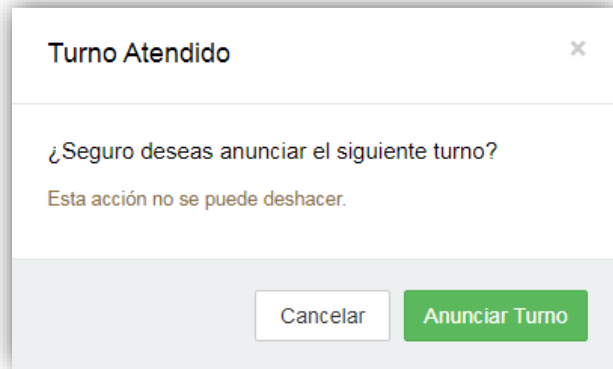 Turno Atendido
×
¿Seguro deseas anunciar el siguiente turno?
Esta acción no se puede deshacer.
Cancelar
Anunciar Turno